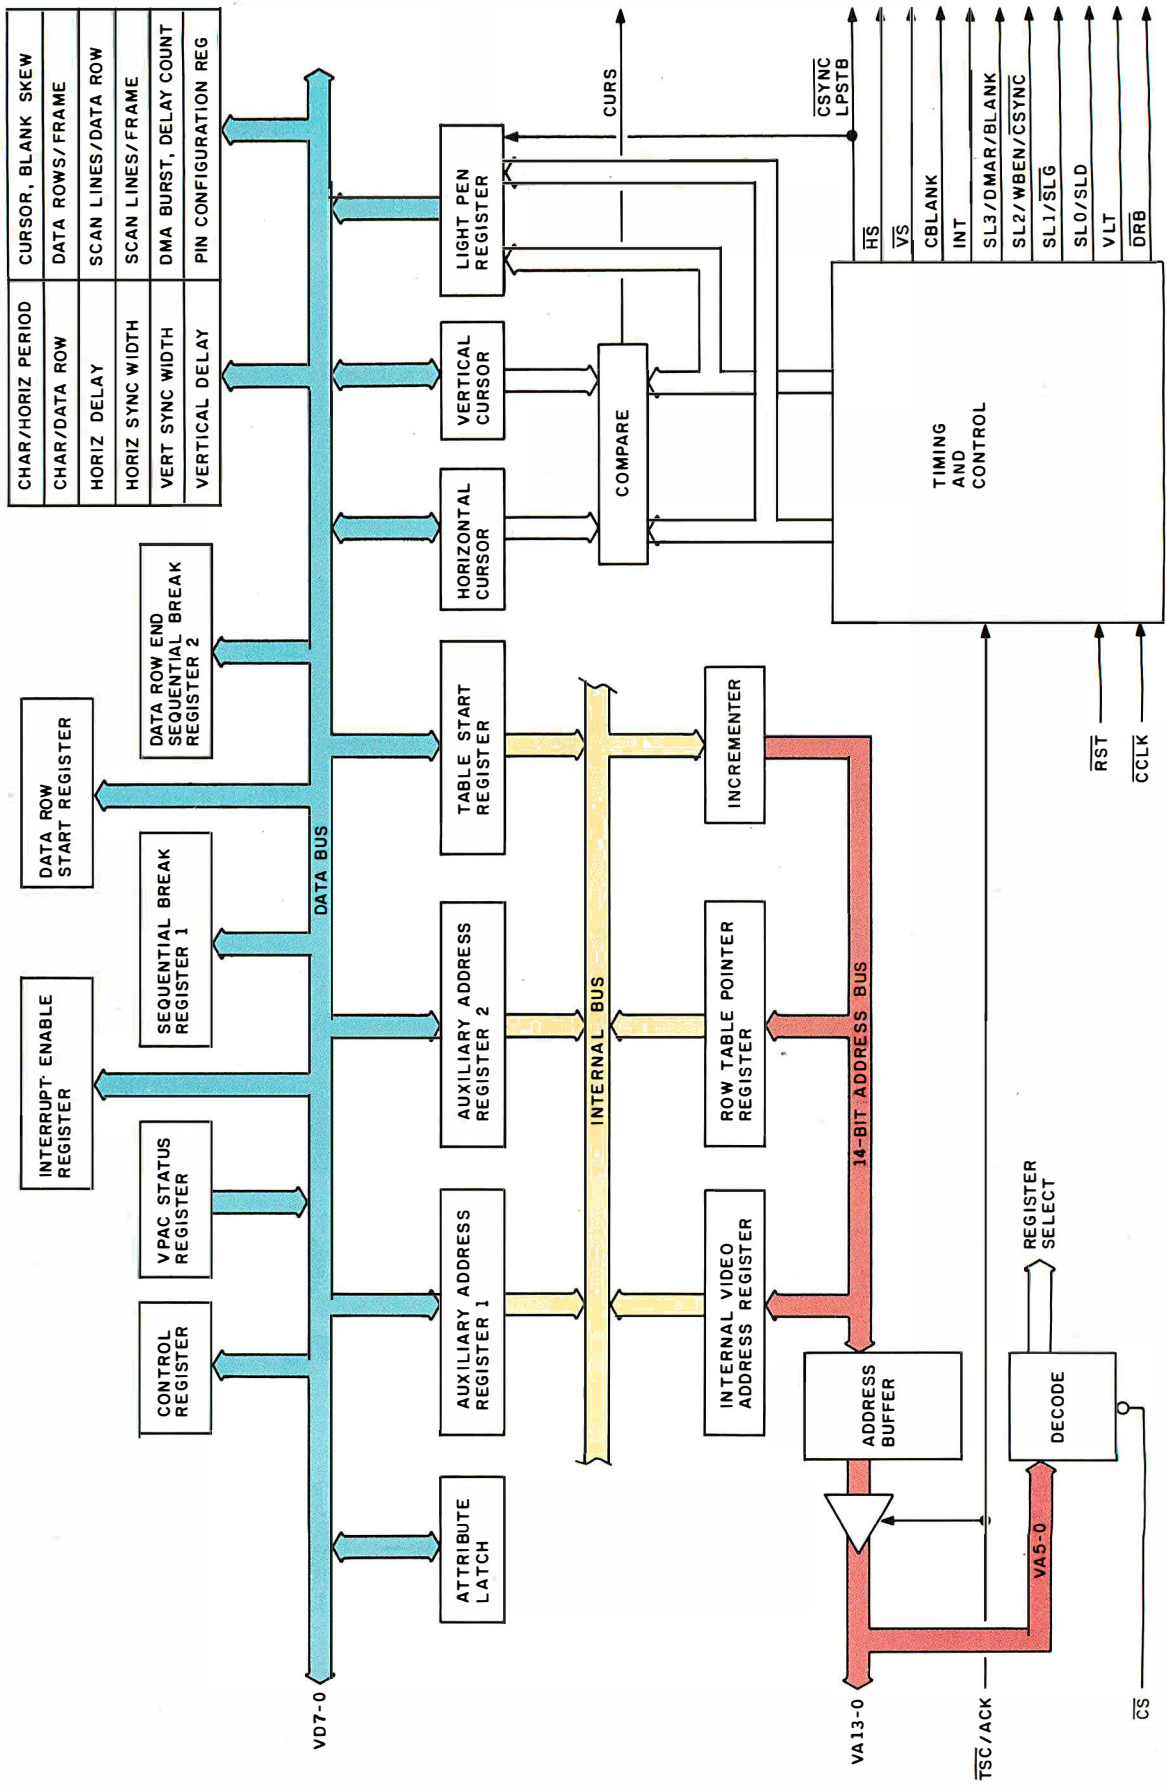 CHAR/HORIZ PERIOD
CURSOR, BLANK SKEW
CHAR/DATA ROW
DATA ROWS/FRAME
HORIZ DELAY
SCAN LINES/DATA ROW
HORIZ SYNC WIDTH
SCAN LINES/FRAME
VERT SYNC WIDTH
DMA BURST, DELAY COUNT
VERTICAL DELAY
PIN CONFIGURATION REG
INTERRUPT ENABLE
REGISTER
DATA ROW
START REGISTER
CONTROL
REGISTER
VPAC STATUS
REGISTER
SEQUENTIAL BREAK
REGISTER 1
DATA ROW END
SEQUENTIAL BREAK
REGISTER 2
VD7-0
DATA BUS
ATTRIBUTE
LATCH
AUXILIARY ADDRESS
REGISTER 1
AUXILIARY ADDRESS
REGISTER 2
TABLE START
REGISTER
HORIZONTAL
CURSOR
VERTICAL
CURSOR
LIGHT PEN
REGISTER
INTERNAL BUS
COMPARE
CURS
INTERNAL VIDEO
ADDRESS REGISTER
ROW TABLE POINTER
REGISTER
INCREMENTER
14-BIT ADDRESS BUS
VA13-0
ADDRESS
BUFFER
CSYNC
LPSTB
HS
VS
CBLANK
INT
SL3/DMAR/BLANK
SL2/WBEN/CSYNC
SL1/SLG
SL0/SLD
VLT
DRB
TIMING
AND
CONTROL
TSC/ACK
VA5-0
DECODE
REGISTER
SELECT
RST
CCLK
CS